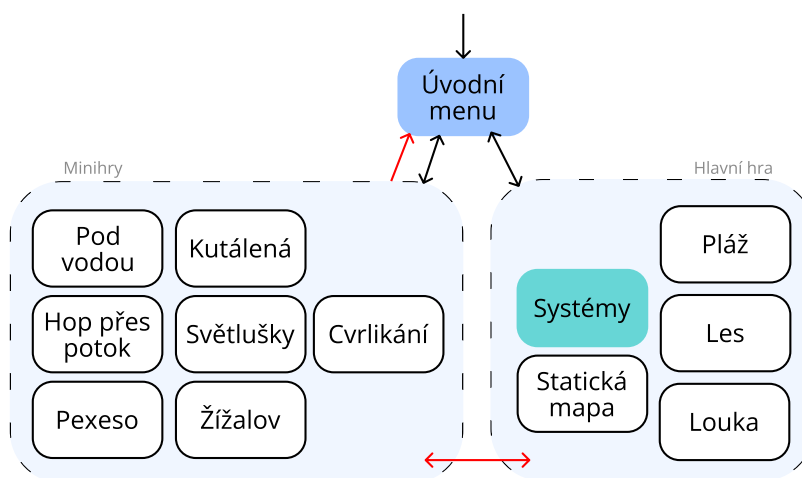 Úvodní
menu
Minihry
Hlavní hra
Pod
vodou
Kutálená
Hop přes
potok
Světlušky
Cvrlikání
Pexeso
Žížalov
Pláž
Systémy
Les
Statická
mapa
Louka